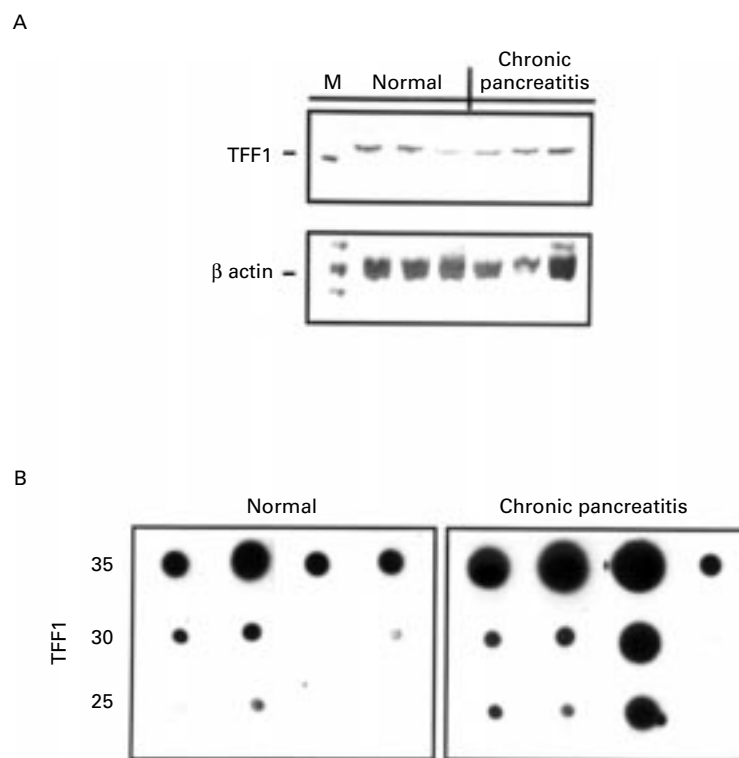 A
Chronic
M Normal pancreatitis
TFF1
β actin
B
Normal Chronic pancreatitis
35
30
TFF1
25